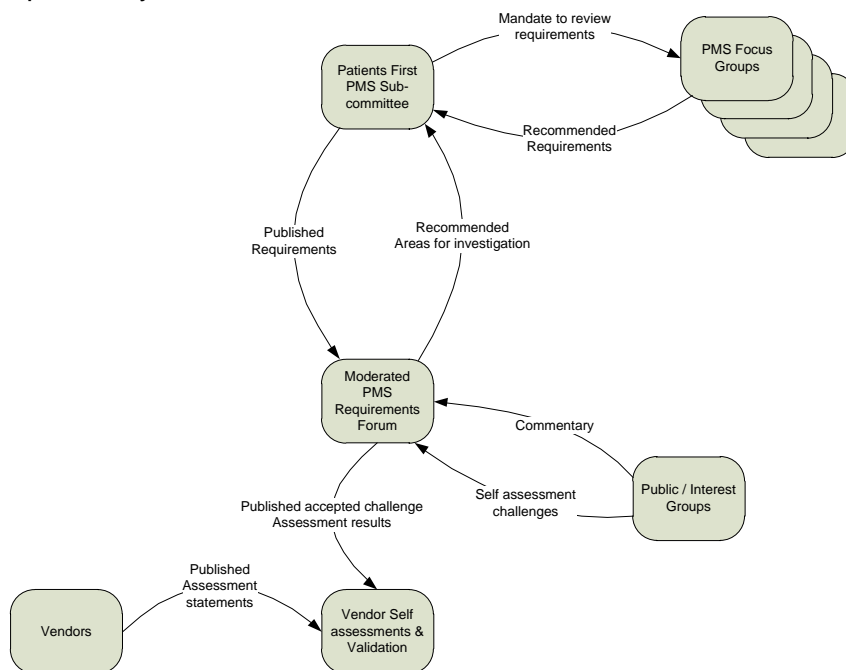 Mandate to review
requirements
Patients First
PMS Sub-
committee
PMS Focus
Groups
Recommended
Requirements
Published
Requirements
Recommended
Areas for investigation
Moderated
PMS
Requirements
Forum
Commentary
Self assessment
challenges
Public / Interest
Groups
Published accepted challenge
Assessment results
Published
Assessment
statements
Vendors
Vendor Self
assessments &
Validation